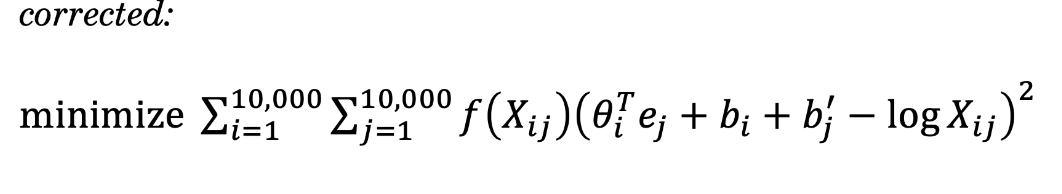 corrected:
minimize ∑_{i=1}^{10,000} ∑_{j=1}^{10,000} f(X_{ij})(θ_i^T e_j + b_i + b'_j − log X_{ij})^2